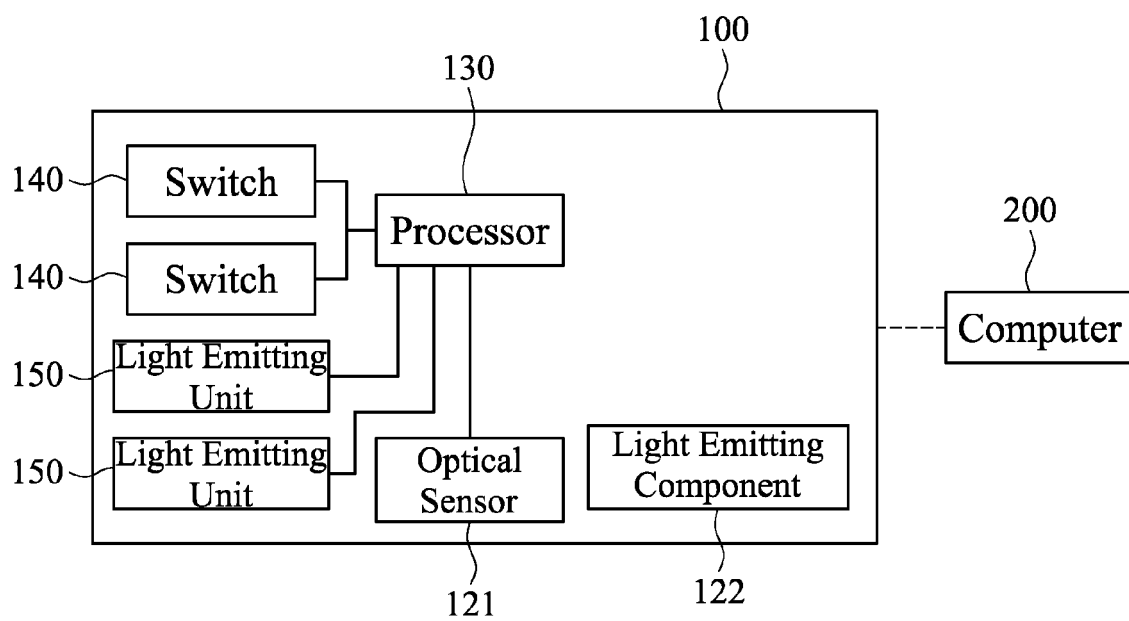 100
130
140
Switch
200
Processor
140
Switch
Computer
150
Light Emitting
Unit
150
Light Emitting
Unit
Optical
Sensor
Light Emitting
Component
121
122